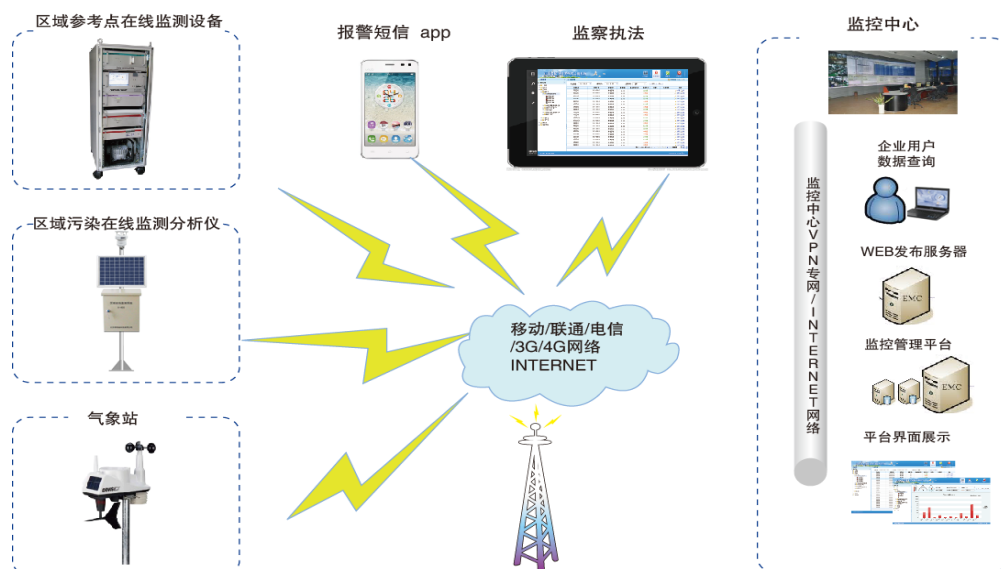 区域参考点在线监测设备
报警短信 app
监察执法
监控中心
企业用户
数据查询
区域污染在线监测分析仪
WEB发布服务器
EMC
移动/联通/电信
/3G/4G网络
INTERNET
监控管理平台
EMC
监控中心VPN专网/INTERNET网络
气象站
平台界面展示